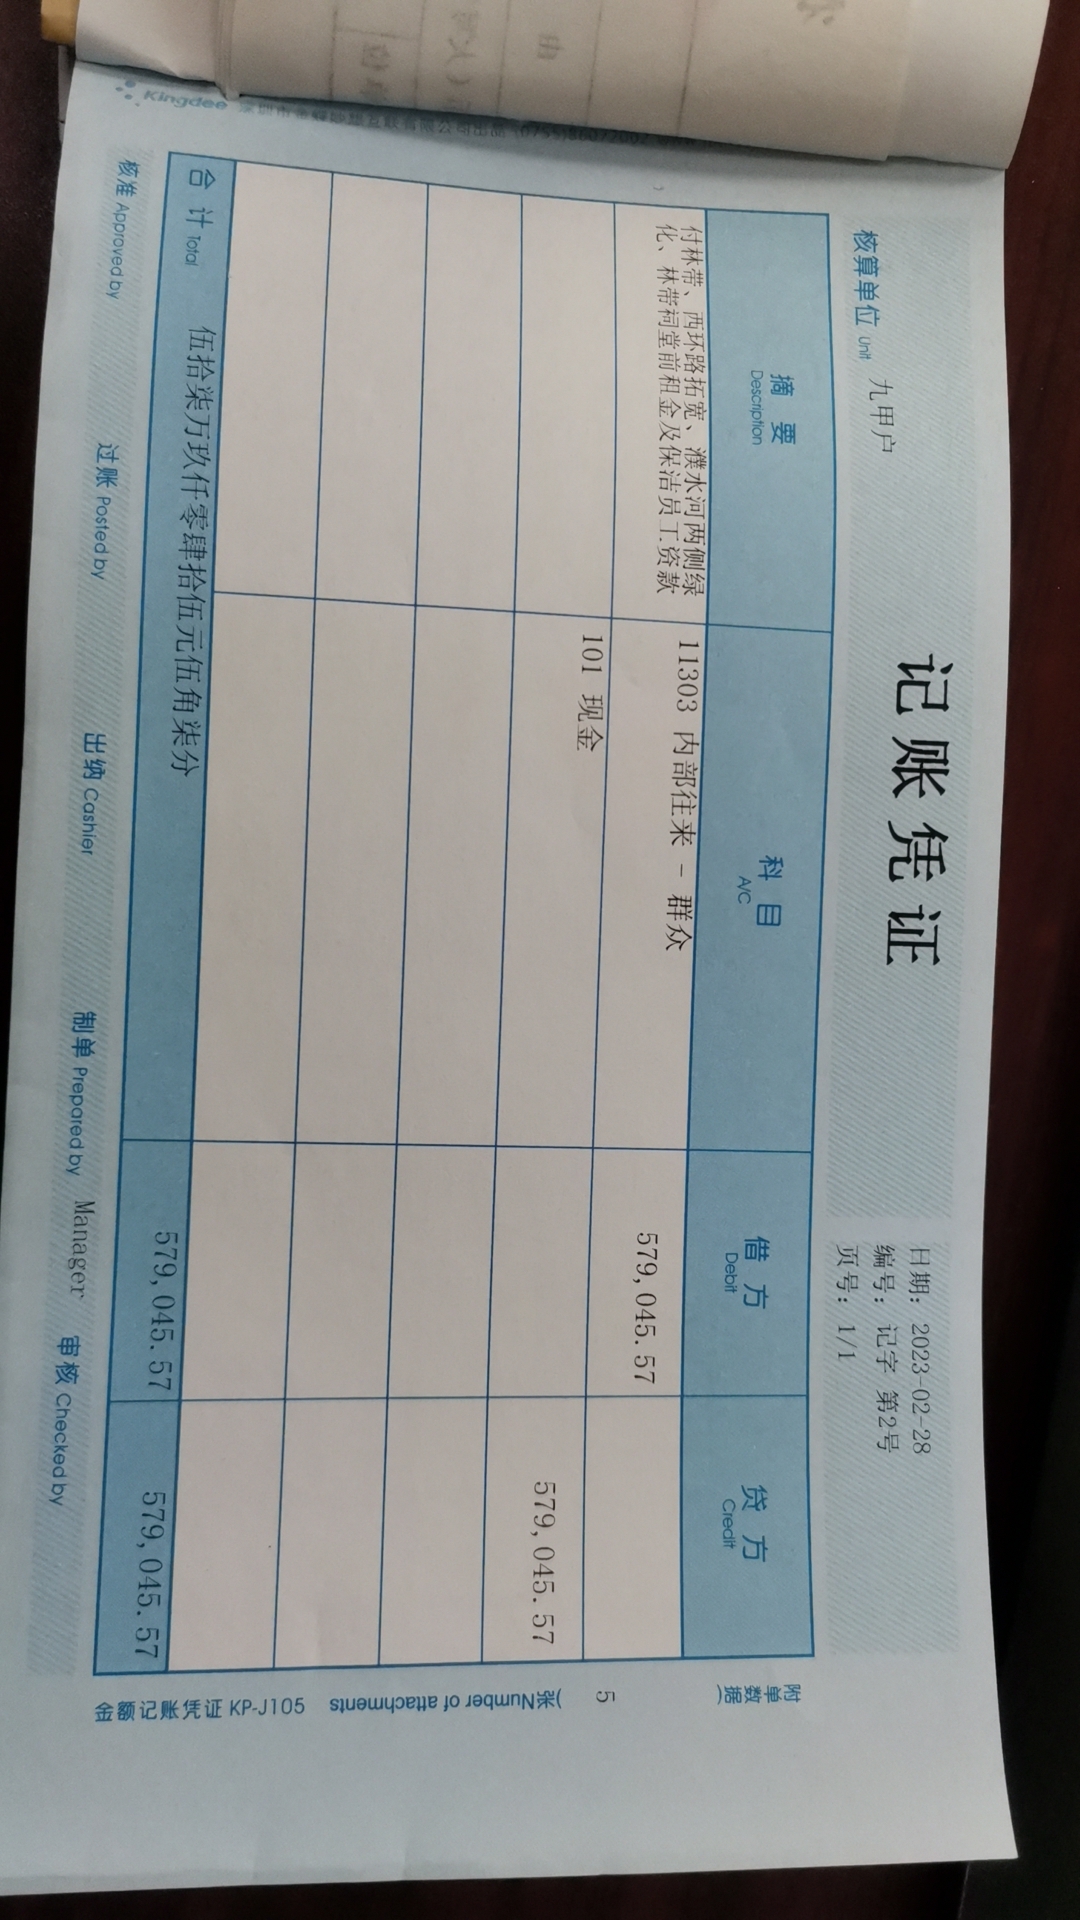 记账凭证
核算单位 Unit 九甲户
日期: 2023-02-28
编号: 记字 第2号
页号: 1/1
摘 要 Description 科 目 A/C 借 方 Debit 贷 方 Credit
付林带、西环路拓宽、濮水河两侧绿
化、林带祠堂前租金及保洁员工资款
11303 内部往来 - 群众 579,045.57
101 现金 579,045.57
合 计 Total 伍拾柒万玖仟零肆拾伍元伍角柒分 579,045.57 579,045.57
核准 Approved by 过账 Posted by 出纳 Cashier 制单 Prepared by Manager 审核 Checked by
附单数据( 5 张 Number of attachments)
金额记账凭证 KP-J105
Kingdee